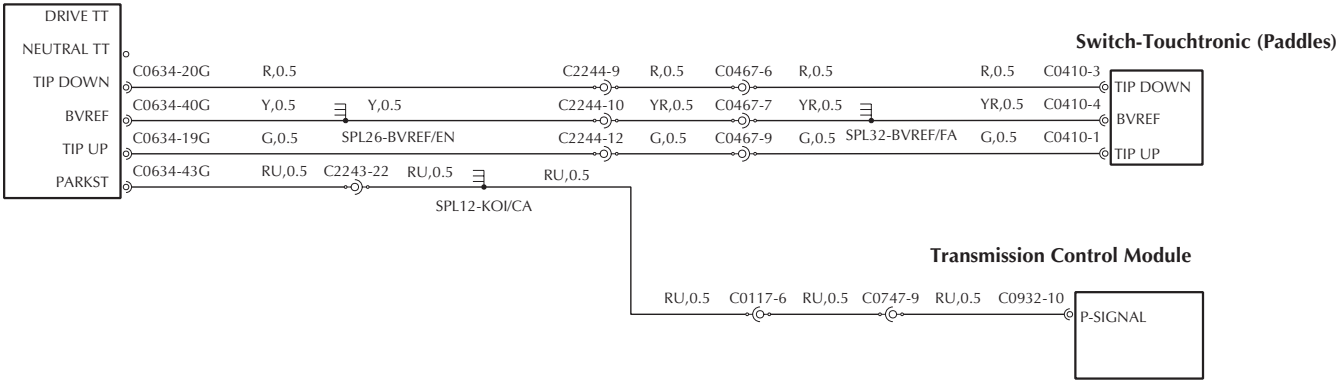 DRIVE TT
Switch-Touchtronic (Paddles)
NEUTRAL TT
TIP DOWN C0634-20G R,0.5 C2244-9 R,0.5 C0467-6 R,0.5 R,0.5 C0410-3 TIP DOWN
BVREF C0634-40G Y,0.5 Y,0.5 C2244-10 YR,0.5 C0467-7 YR,0.5 YR,0.5 C0410-4 BVREF
SPL26-BVREF/EN SPL32-BVREF/FA
TIP UP C0634-19G G,0.5 C2244-12 G,0.5 C0467-9 G,0.5 G,0.5 C0410-1 TIP UP
PARKST C0634-43G RU,0.5 C2243-22 RU,0.5 RU,0.5
SPL12-KOI/CA
Transmission Control Module
RU,0.5 C0117-6 RU,0.5 C0747-9 RU,0.5 C0932-10 P-SIGNAL